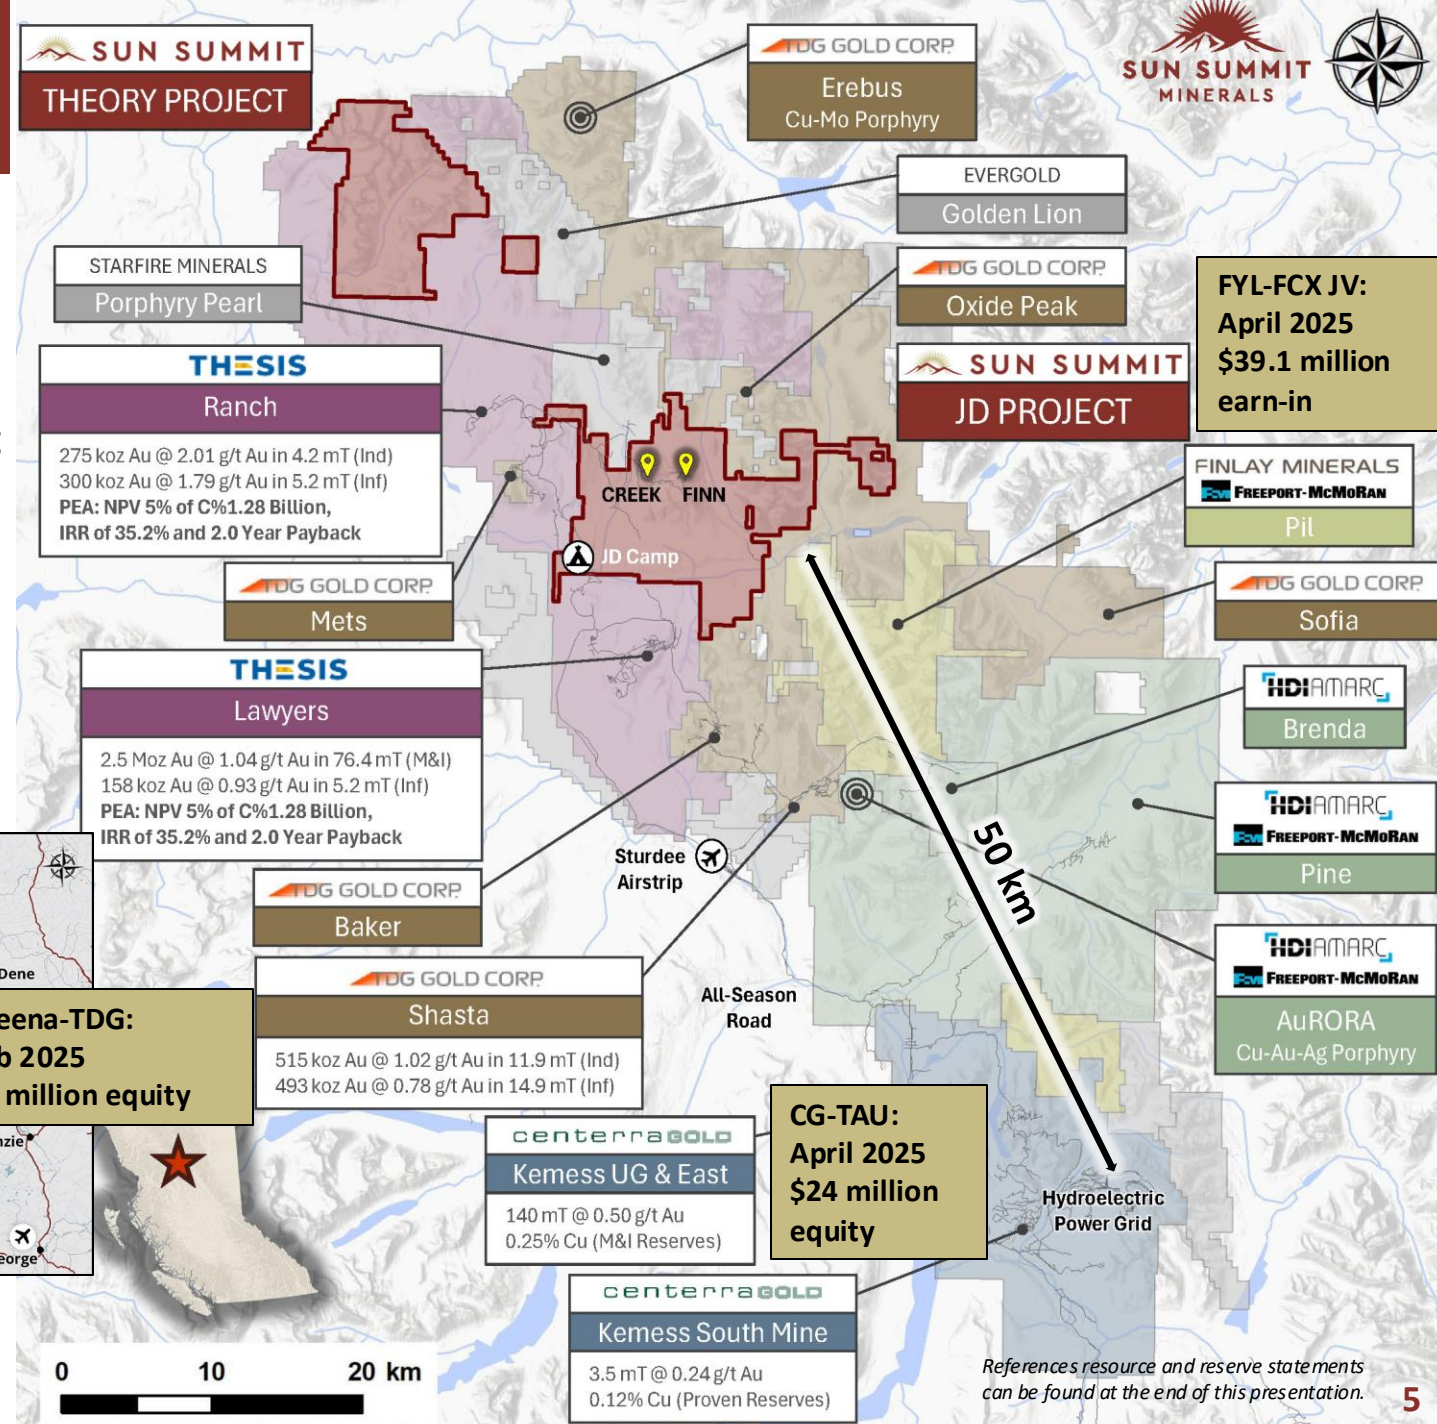 SUN SUMMIT
THEORY PROJECT
TDG GOLD CORP.
Erebus
Cu-Mo Porphyry
SUN SUMMIT
MINERALS
EVERGOLD
Golden Lion
STARFIRE MINERALS
Porphyry Pearl
TDG GOLD CORP.
Oxide Peak
FYL-FCX JV:
April 2025
$39.1 million
earn-in
THESIS
Ranch
275 koz Au @ 2.01 g/t Au in 4.2 mT (Ind)
300 koz Au @ 1.79 g/t Au in 5.2 mT (Inf)
PEA: NPV 5% of C%1.28 Billion,
IRR of 35.2% and 2.0 Year Payback
SUN SUMMIT
JD PROJECT
CREEK FINN
JD Camp
FINLAY MINERALS
FREEPORT-McMoRAN
Pil
TDG GOLD CORP.
Mets
TDG GOLD CORP.
Sofia
THESIS
Lawyers
2.5 Moz Au @ 1.04 g/t Au in 76.4 mT (M&I)
158 koz Au @ 0.93 g/t Au in 5.2 mT (Inf)
PEA: NPV 5% of C%1.28 Billion,
IRR of 35.2% and 2.0 Year Payback
HDI AMARC
Brenda
HDI AMARC
FREEPORT-McMoRAN
Pine
50 km
Sturdee
Airstrip
TDG GOLD CORP.
Baker
HDI AMARC
FREEPORT-McMoRAN
AuRORA
Cu-Au-Ag Porphyry
Dene
eena-TDG:
b 2025
million equity
TDG GOLD CORP.
Shasta
515 koz Au @ 1.02 g/t Au in 11.9 mT (Ind)
493 koz Au @ 0.78 g/t Au in 14.9 mT (Inf)
All-Season
Road
nzie
eorge
centerra GOLD
Kemess UG & East
140 mT @ 0.50 g/t Au
0.25% Cu (M&I Reserves)
CG-TAU:
April 2025
$24 million
equity
Hydroelectric
Power Grid
centerra GOLD
Kemess South Mine
3.5 mT @ 0.24 g/t Au
0.12% Cu (Proven Reserves)
0 10 20 km
References resource and reserve statements
can be found at the end of this presentation.
5